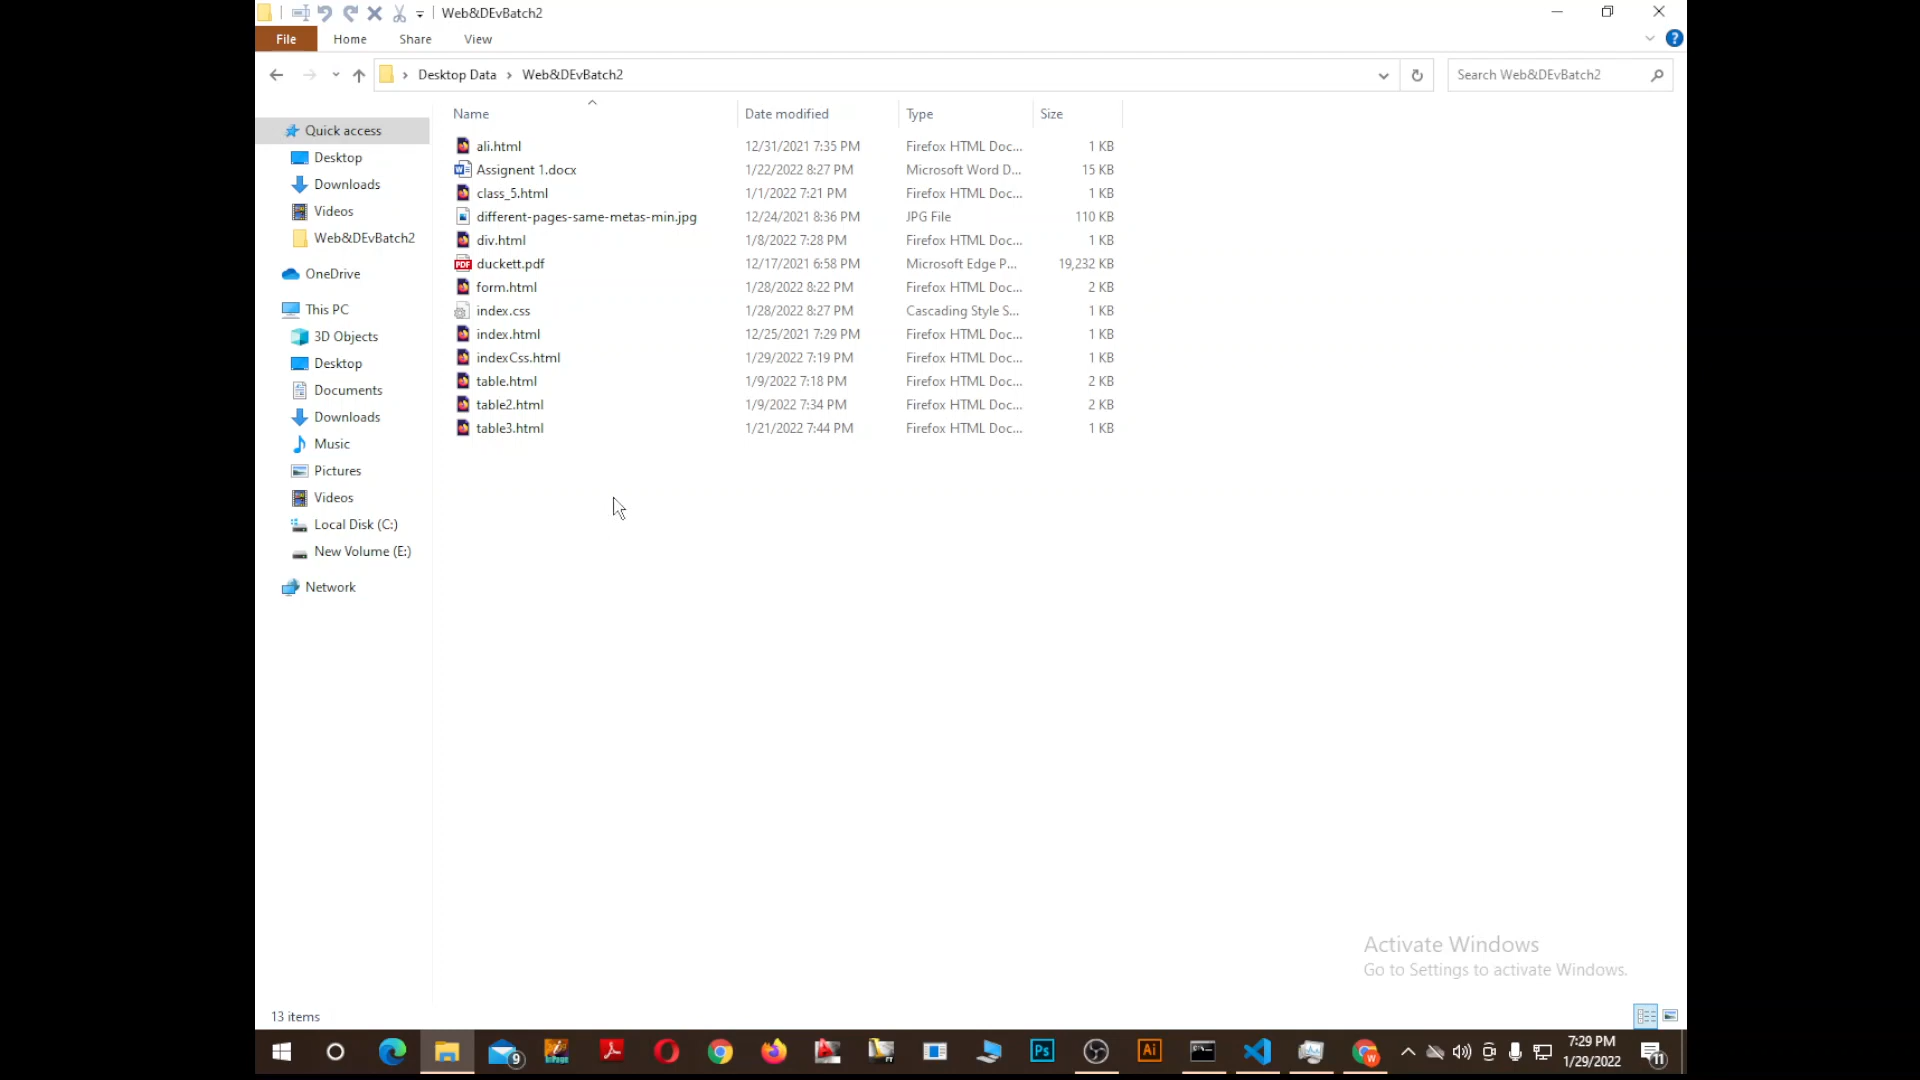 Web&DEvBatch2
File Home Share View
Desktop Data > Web&DEvBatch2
Search Web&DEvBatch2
Name Date modified Type Size
Quick access
Desktop
Downloads
Videos
Web&DEvBatch2
OneDrive
This PC
3D Objects
Desktop
Documents
Downloads
Music
Pictures
Videos
Local Disk (C:)
New Volume (E:)
Network
ali.html 12/31/2021 7:35 PM Firefox HTML Doc... 1 KB
Assignent 1.docx 1/22/2022 8:27 PM Microsoft Word D... 15 KB
class_5.html 1/1/2022 7:21 PM Firefox HTML Doc... 1 KB
different-pages-same-metas-min.jpg 12/24/2021 8:36 PM JPG File 110 KB
div.html 1/8/2022 7:28 PM Firefox HTML Doc... 1 KB
duckett.pdf 12/17/2021 6:58 PM Microsoft Edge P... 19,232 KB
form.html 1/28/2022 8:22 PM Firefox HTML Doc... 2 KB
index.css 1/28/2022 8:27 PM Cascading Style S... 1 KB
index.html 12/25/2021 7:29 PM Firefox HTML Doc... 1 KB
indexCss.html 1/29/2022 7:19 PM Firefox HTML Doc... 1 KB
table.html 1/9/2022 7:18 PM Firefox HTML Doc... 2 KB
table2.html 1/9/2022 7:34 PM Firefox HTML Doc... 2 KB
table3.html 1/21/2022 7:44 PM Firefox HTML Doc... 1 KB
Activate Windows
Go to Settings to activate Windows.
13 items
9
Ps
Ai
W
7:29 PM
1/29/2022
11